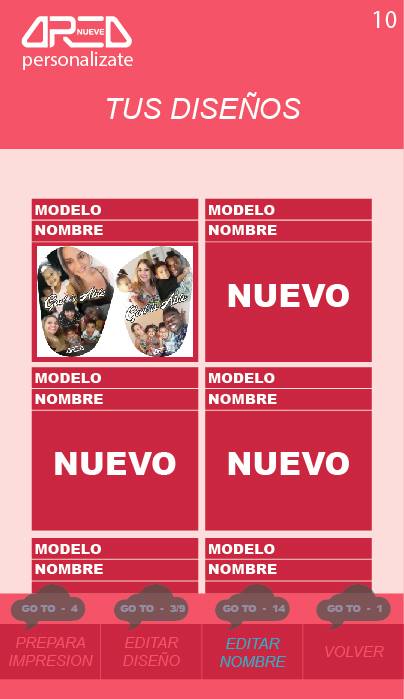 10
AREA
NUEVE
personalizate
TUS DISEÑOS
MODELO
NOMBRE
MODELO
NOMBRE
NUEVO
MODELO
NOMBRE
NUEVO
MODELO
NOMBRE
NUEVO
MODELO
NOMBRE
MODELO
NOMBRE
GO TO - 4
GO TO - 3/9
GO TO - 14
GO TO - 1
PREPARA
IMPRESION
EDITAR
DISEÑO
EDITAR
NOMBRE
VOLVER